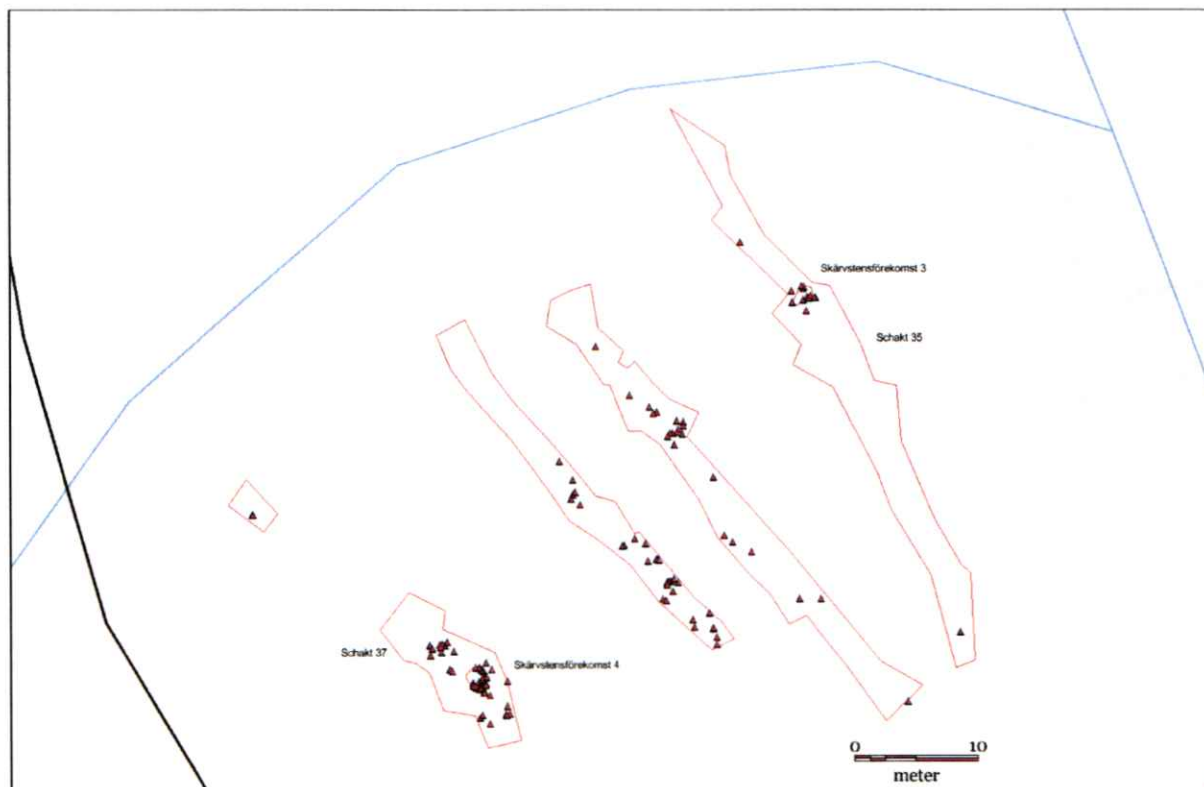 Skärvstensförekomst 3
Schakt 35
Schakt 37
Skärvstensförekomst 4
0 10
meter